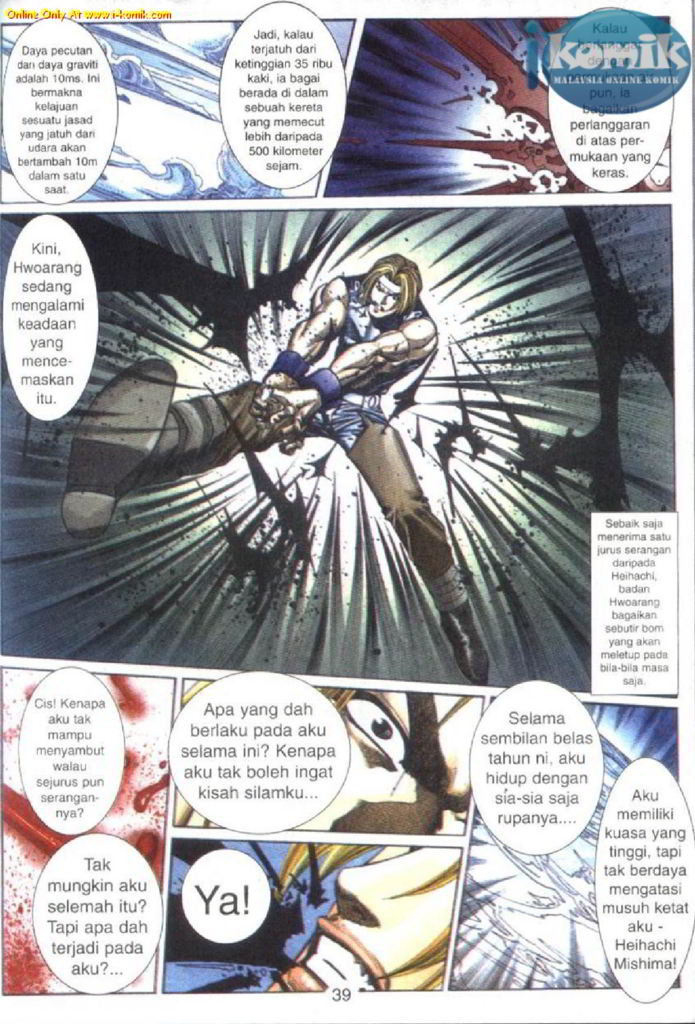 Online Only At www.i-komik.com
Daya pecutan
dari daya graviti
adalah 10ms. Ini
bermakna
kelajuan
sesuatu jasad
yang jatuh dari
udara akan
bertambah 10m
dalam satu
saat.
Jadi, kalau
terjatuh dari
ketinggian 35 ribu
kaki, ia bagai
berada di dalam
sebuah kereta
yang memecut
lebih daripada
500 kilometer
sejam.
ikomik
MALAYSIA ONLINE KOMIK
Kalau
pun, ia
bagaikan
perlanggaran
di atas per-
mukaan yang
keras.
Kini,
Hwoarang
sedang
mengalami
keadaan
yang
mence-
maskan
itu.
Sebaik saja
menerima satu
jurus serangan
daripada
Heihachi,
badan
Hwoarang
bagaikan
sebutir bom
yang akan
meletup pada
bila-bila masa
saja.
Cis! Kenapa
aku tak
mampu
menyambut
walau
sejurus pun
serangan-
nya?
Tak
mungkin aku
selemah itu?
Tapi apa dah
terjadi pada
aku?...
Apa yang dah
berlaku pada aku
selama ini? Kenapa
aku tak boleh ingat
kisah silamku...
Ya!
Selama
sembilan belas
tahun ni, aku
hidup dengan
sia-sia saja
rupanya....
Aku
memiliki
kuasa yang
tinggi, tapi
tak berdaya
mengatasi
musuh ketat
aku -
Heihachi
Mishima!
39